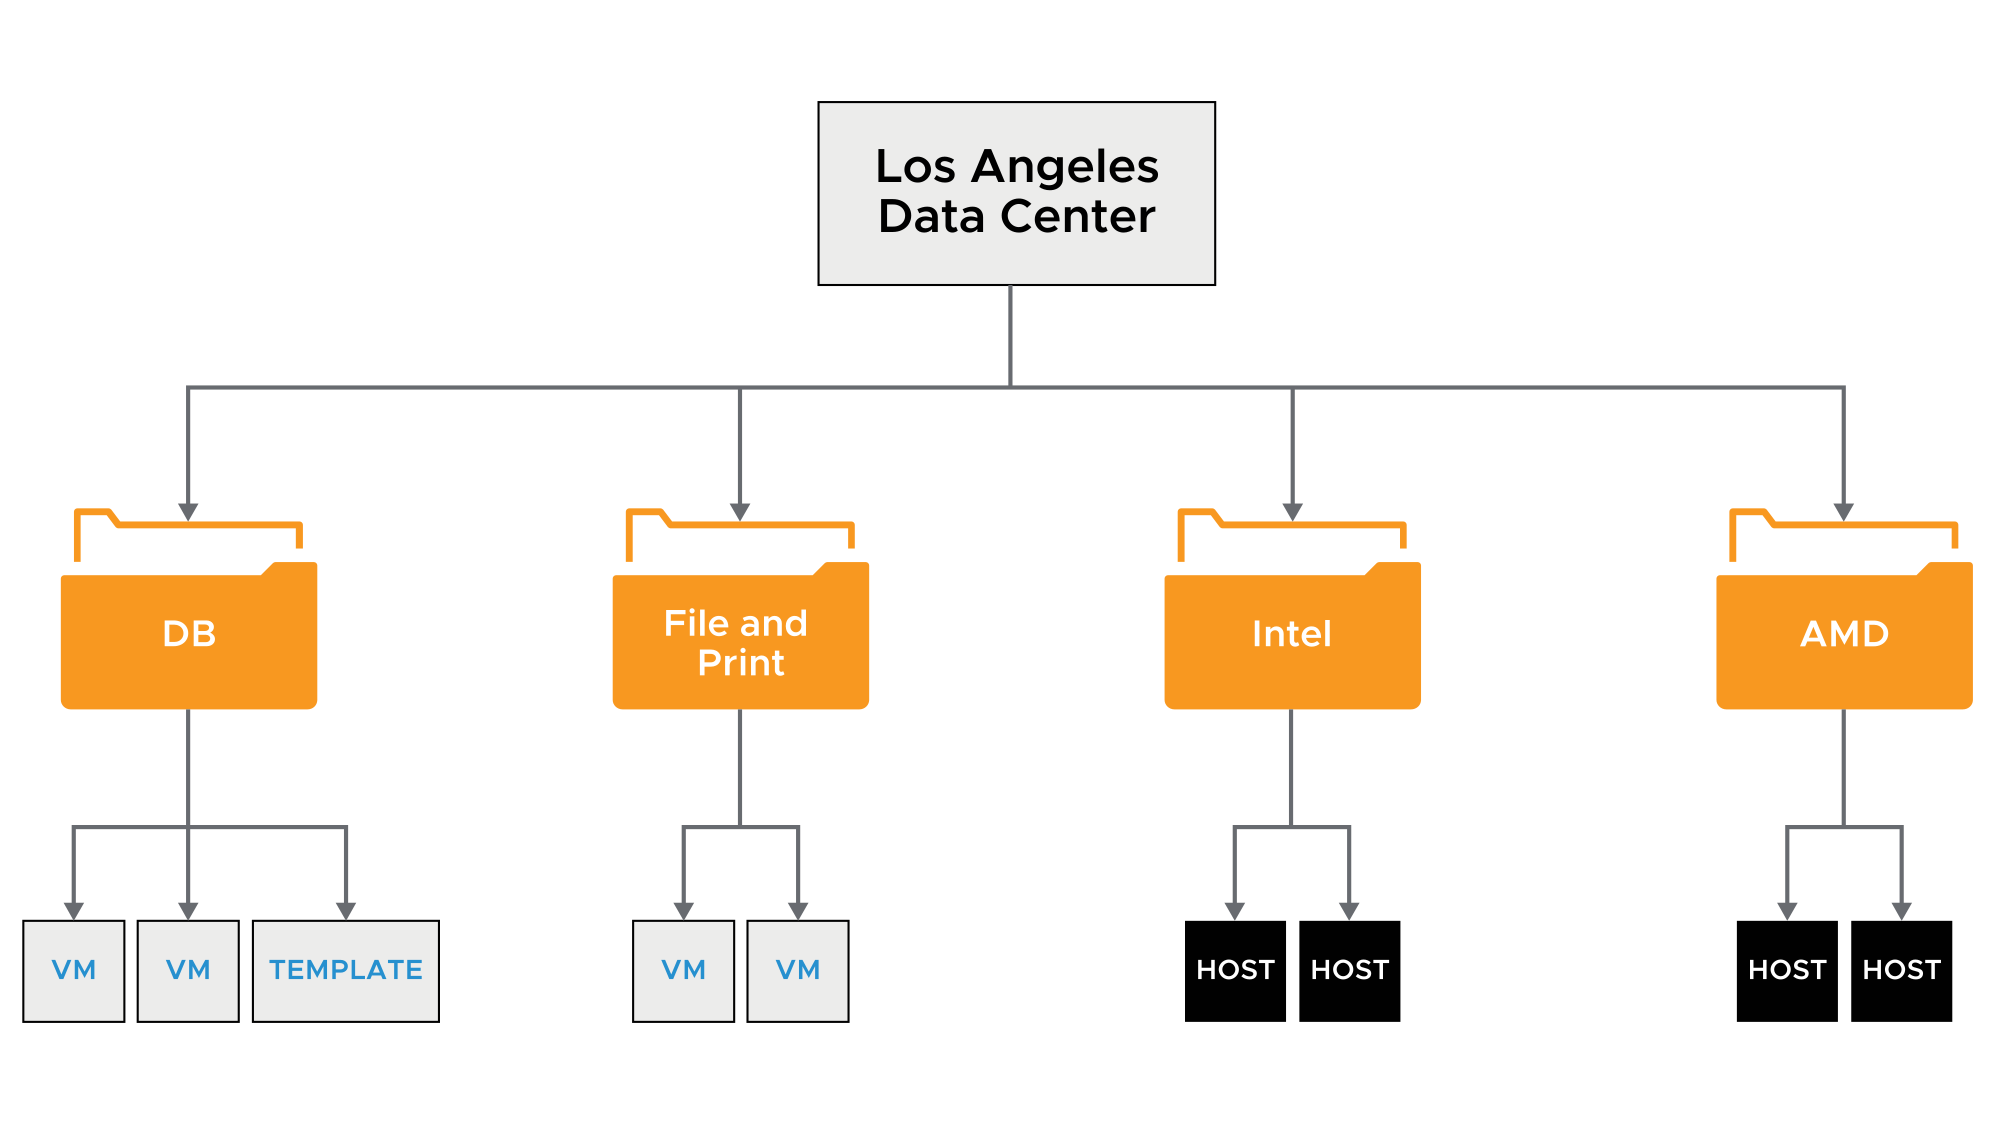 Los Angeles
Data Center
DB
File and
Print
Intel
AMD
VM
VM
TEMPLATE
VM
VM
HOST
HOST
HOST
HOST